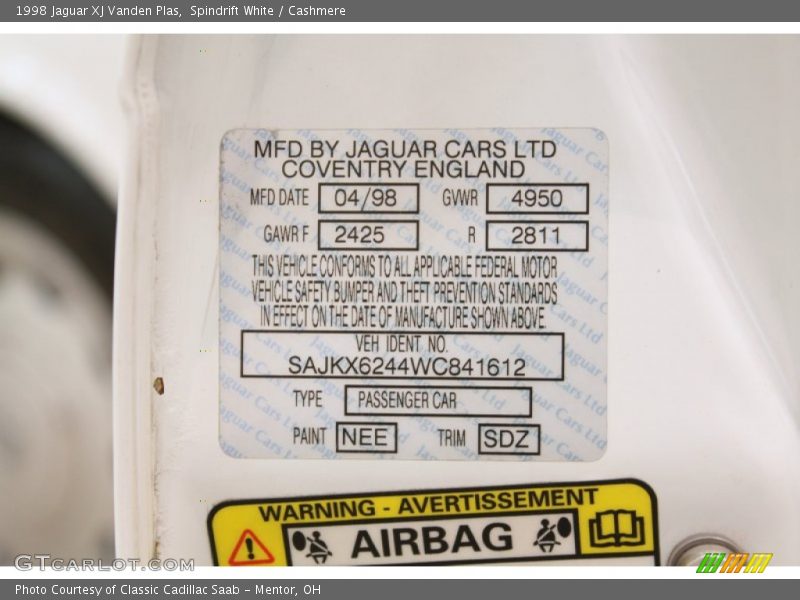 1998 Jaguar XJ Vanden Plas, Spindrift White / Cashmere
MFD BY JAGUAR CARS LTD
COVENTRY ENGLAND
MFD DATE 04/98 GVWR 4950
GAWR F 2425 R 2811
THIS VEHICLE CONFORMS TO ALL APPLICABLE FEDERAL MOTOR
VEHICLE SAFETY, BUMPER AND THEFT PREVENTION STANDARDS
IN EFFECT ON THE DATE OF MANUFACTURE SHOWN ABOVE.
VEH IDENT NO.
SAJKX6244WC841612
TYPE PASSENGER CAR
PAINT NEE TRIM SDZ
WARNING - AVERTISSEMENT
AIRBAG
GTcarlot.com
Photo Courtesy of Classic Cadillac Saab - Mentor, OH